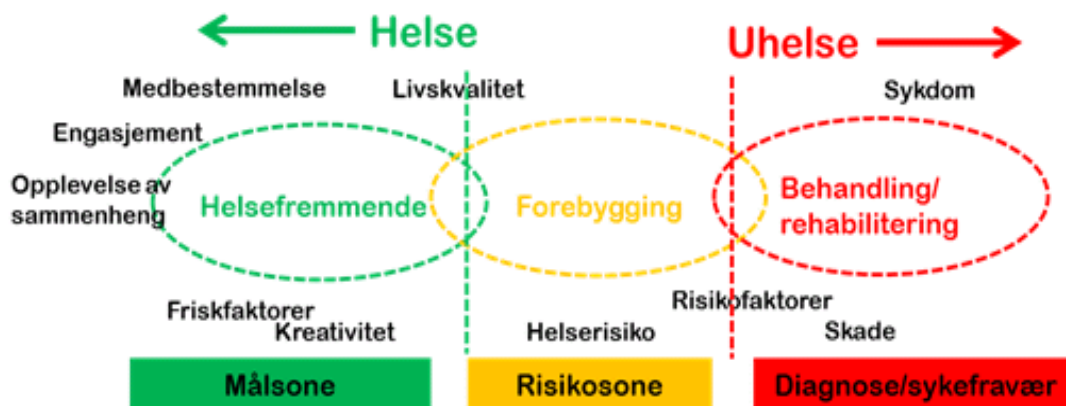 Helse
Uhelse
Medbestemmelse
Livskvalitet
Sykdom
Engasjement
Opplevelse av
sammenheng
Helsefremmende
Forebygging
Behandling/
rehabilitering
Friskfaktorer
Risikofaktorer
Kreativitet
Helserisiko
Skade
Målsone
Risikosone
Diagnose/sykefravær